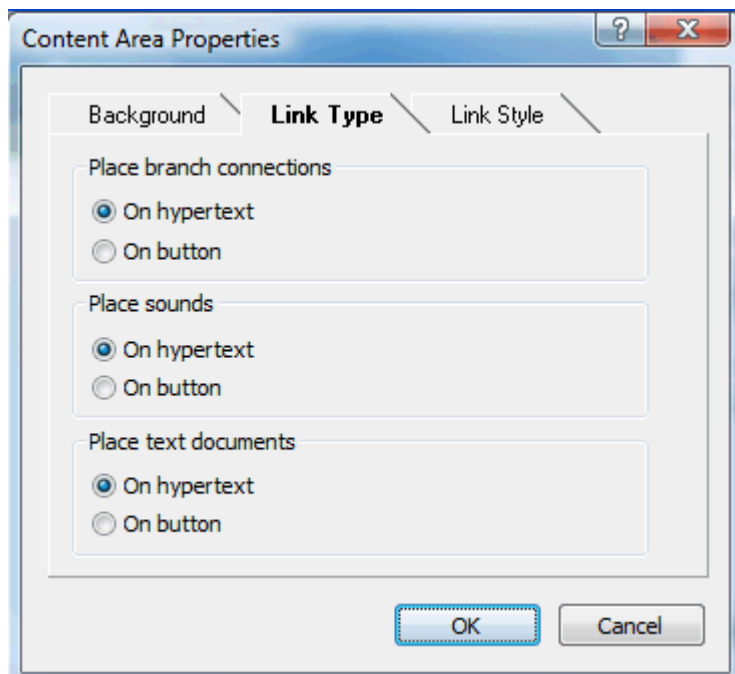 Content Area Properties ?
Background Link Type Link Style
Place branch connections
On hypertext
On button
Place sounds
On hypertext
On button
Place text documents
On hypertext
On button
OK Cancel